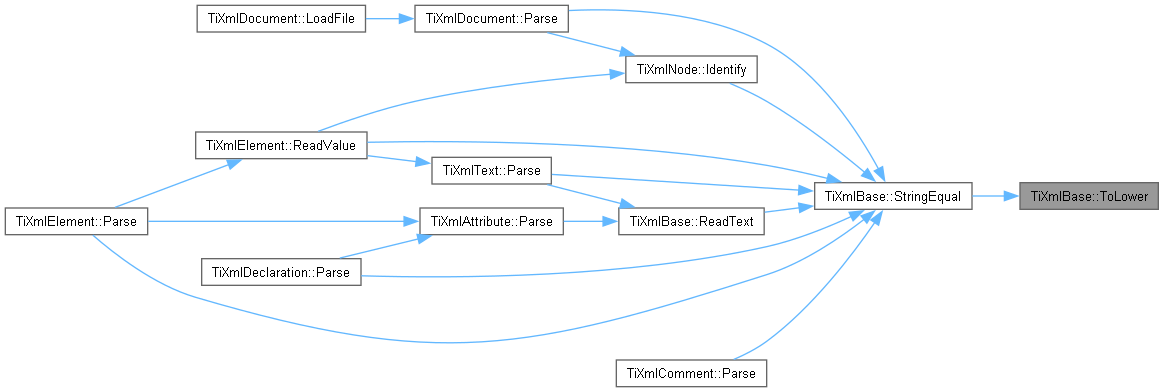 TiXmlDocument::LoadFile
TiXmlDocument::Parse
TiXmlNode::Identify
TiXmlElement::ReadValue
TiXmlText::Parse
TiXmlBase::StringEqual
TiXmlBase::ToLower
TiXmlElement::Parse
TiXmlAttribute::Parse
TiXmlBase::ReadText
TiXmlDeclaration::Parse
TiXmlComment::Parse